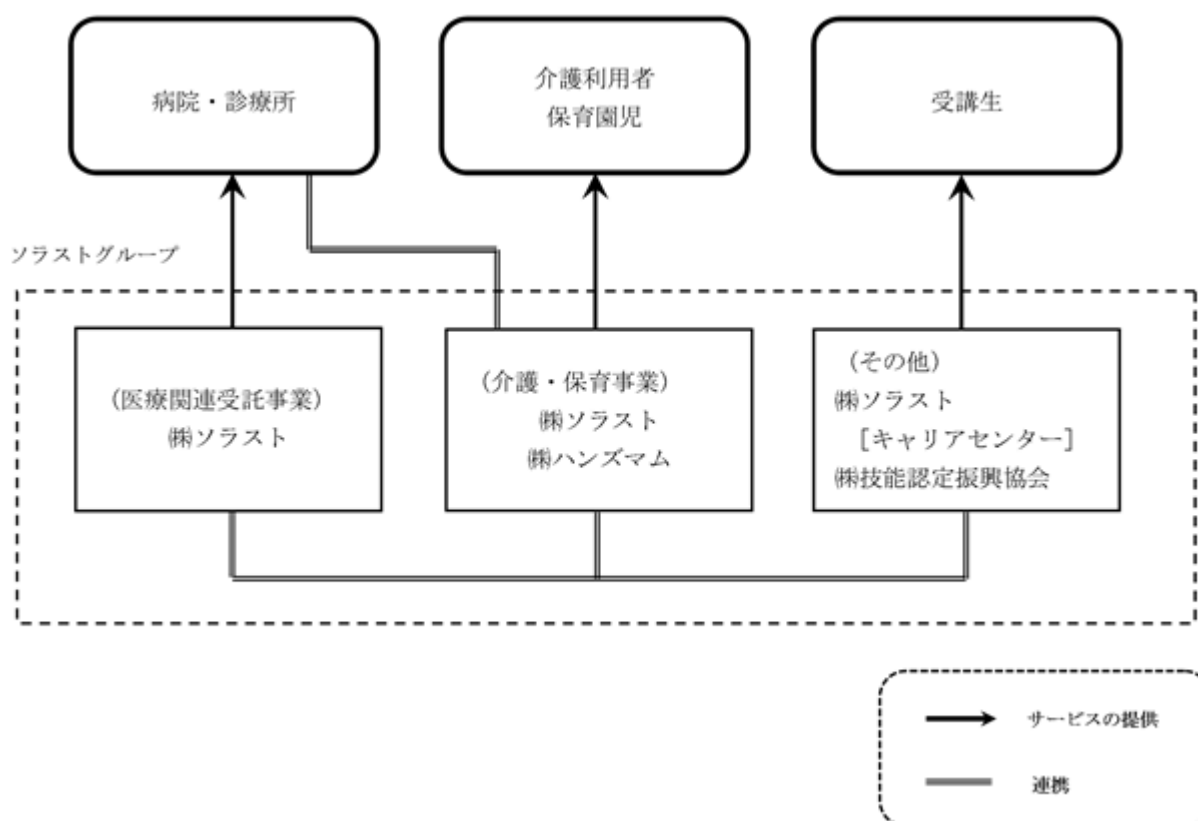 病院・診療所
介護利用者
保育園児
受講生
ソラストグループ
(医療関連受託事業)
㈱ソラスト
(介護・保育事業)
㈱ソラスト
㈱ハンズマム
(その他)
㈱ソラスト
[キャリアセンター]
㈱技能認定振興協会
サービスの提供
連携